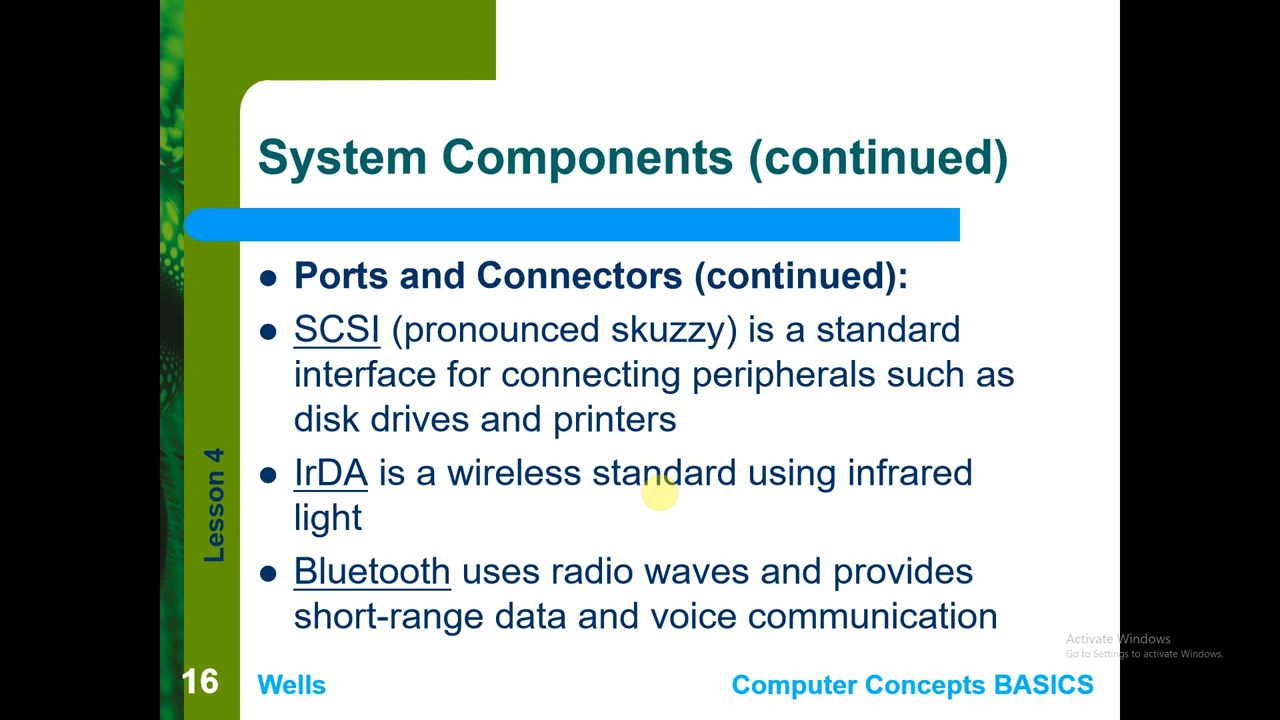 System Components (continued)
Ports and Connectors (continued):
SCSI (pronounced skuzzy) is a standard
interface for connecting peripherals such as
disk drives and printers
IrDA is a wireless standard using infrared
light
Bluetooth uses radio waves and provides
short-range data and voice communication
Lesson 4
16
Wells
Computer Concepts BASICS
Activate Windows
Go to Settings to activate Windows.